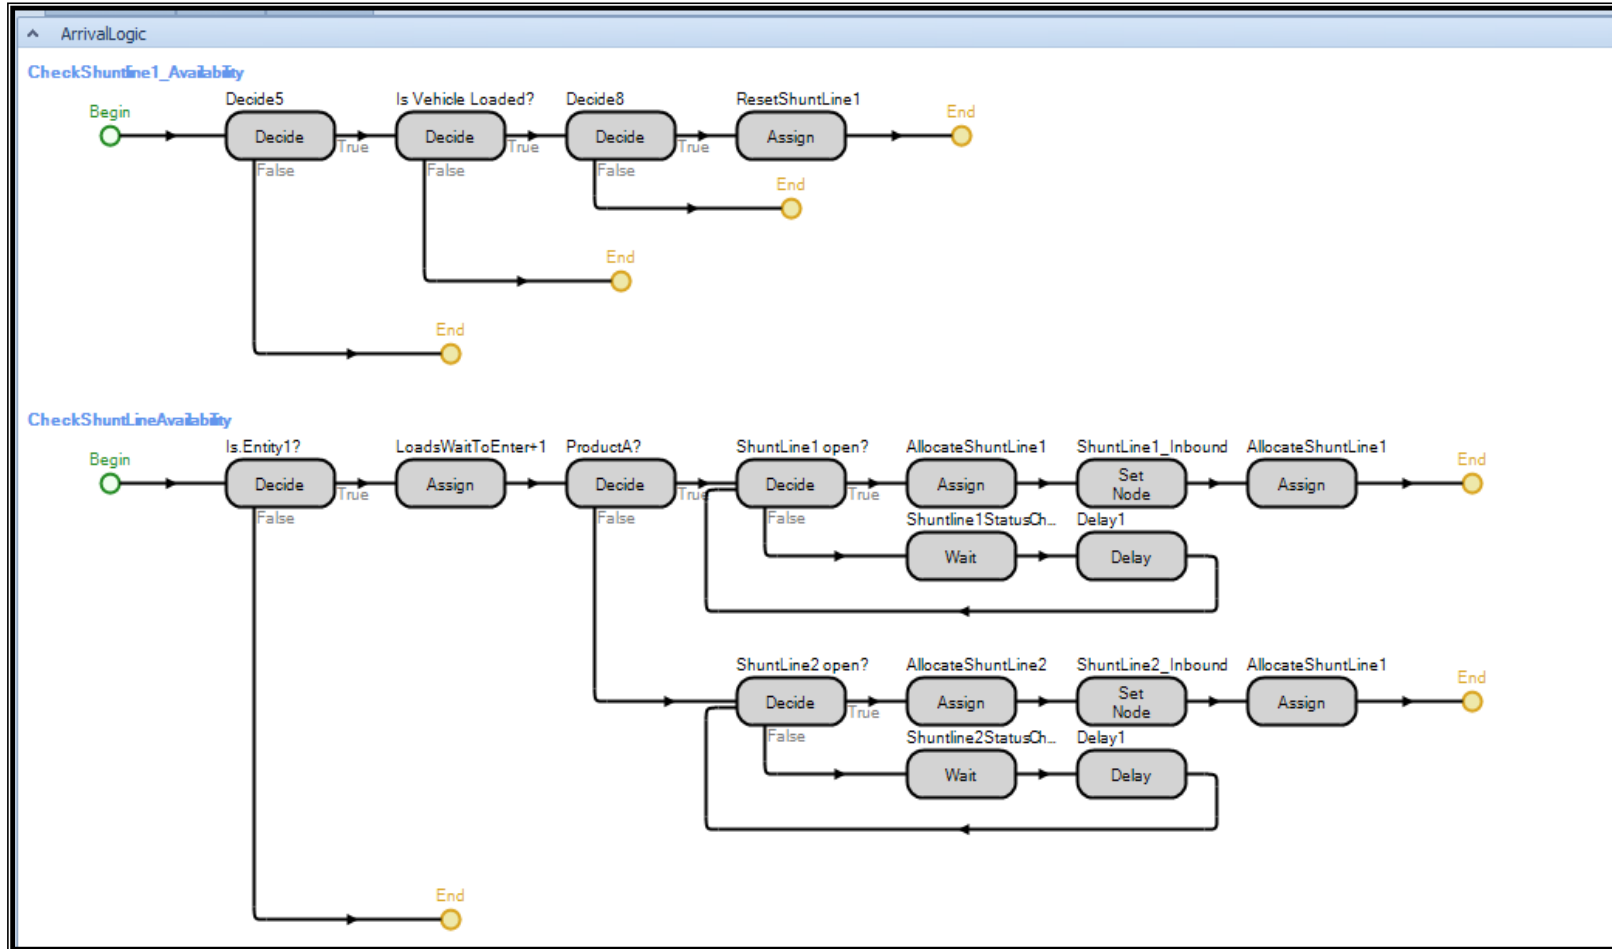 ArrivalLogic
CheckShuntline1_Availability
Decide5 Is Vehicle Loaded? Decide8 ResetShuntLine1
Begin End
Decide Decide Decide Assign
True True True
False False False
End
End
End
CheckShuntLineAvailability
Is.Entity1? LoadsWaitToEnter+1 ProductA? ShuntLine1 open? AllocateShuntLine1 ShuntLine1_Inbound AllocateShuntLine1
Begin End
Decide Assign Decide Decide Assign Set Node Assign
True True True
False False False
Shuntline1StatusCh... Delay1
Wait Delay
ShuntLine2 open? AllocateShuntLine2 ShuntLine2_Inbound AllocateShuntLine1
End
Decide Assign Set Node Assign
True
False
Shuntline2StatusCh... Delay1
Wait Delay
End